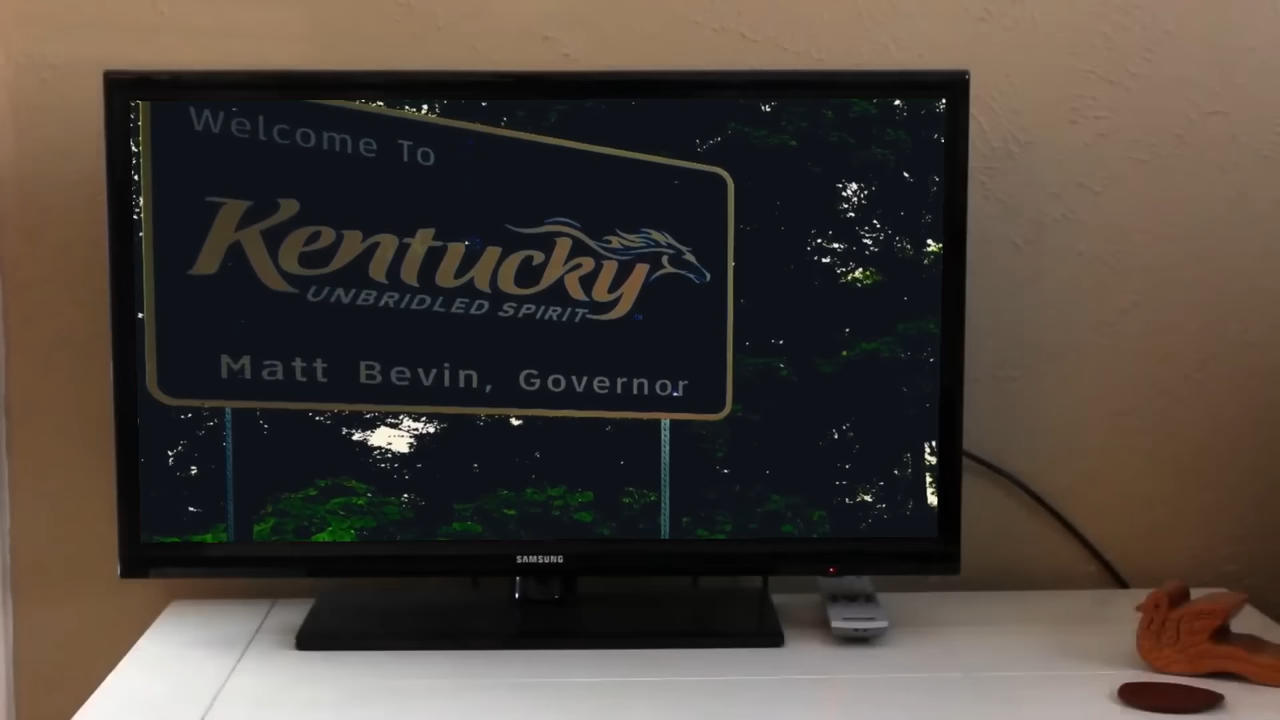 Welcome To
Kentucky
UNBRIDLED SPIRIT
Matt Bevin, Governor
SAMSUNG